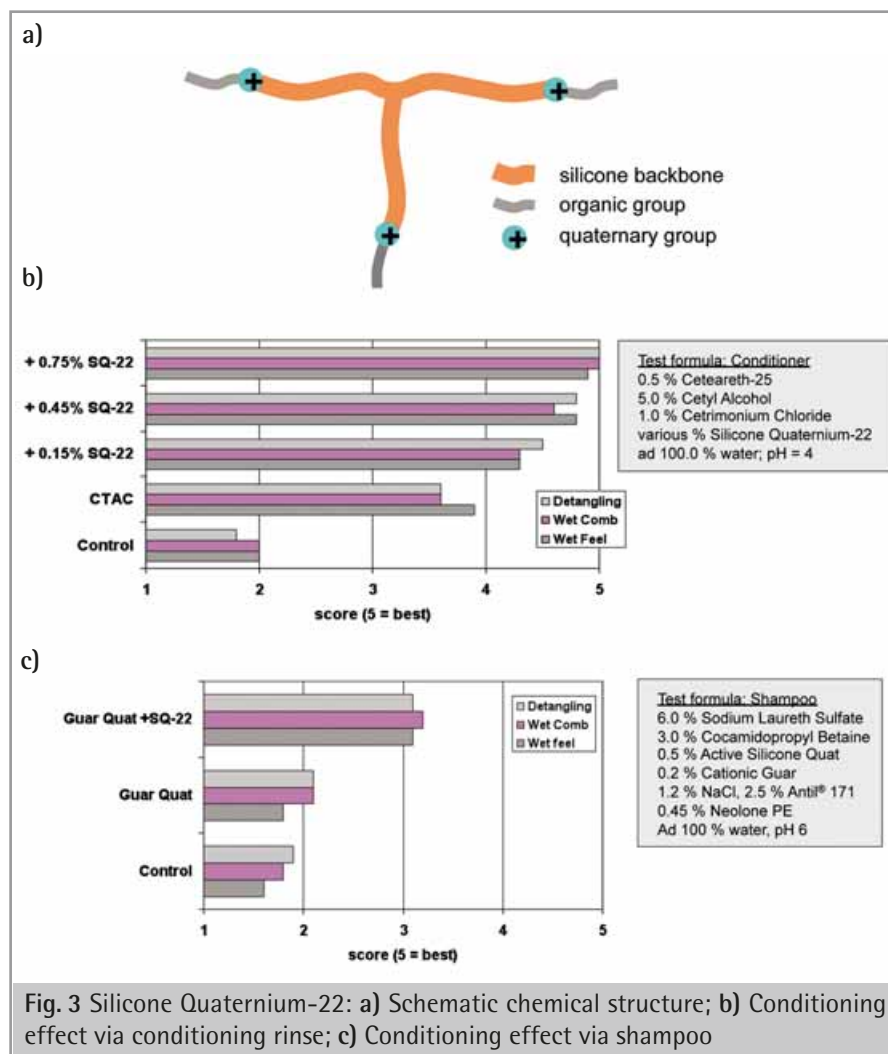 a)
+
+
silicone backbone
organic group
+ quaternary group
+
b)
+ 0.75% SQ-22
+ 0.45% SQ-22
+ 0.15% SQ-22
CTAC
Control
Detangling
Wet Comb
Wet Feel
1 2 3 4 5
score (5 = best)
Test formula: Conditioner
0.5 % Ceteareth-25
5.0 % Cetyl Alcohol
1.0 % Cetrimonium Chloride
various % Silicone Quaternium-22
ad 100.0 % water; pH = 4
c)
Guar Quat +SQ-22
Guar Quat
Control
Detangling
Wet Comb
Wet feel
1 2 3 4 5
score (5 = best)
Test formula: Shampoo
6.0 % Sodium Laureth Sulfate
3.0 % Cocamidopropyl Betaine
0.5 % Active Silicone Quat
0.2 % Cationic Guar
1.2 % NaCl, 2.5 % Antil® 171
0.45 % Neolone PE
Ad 100 % water, pH 6
Fig. 3 Silicone Quaternium-22: a) Schematic chemical structure; b) Conditioning
effect via conditioning rinse; c) Conditioning effect via shampoo